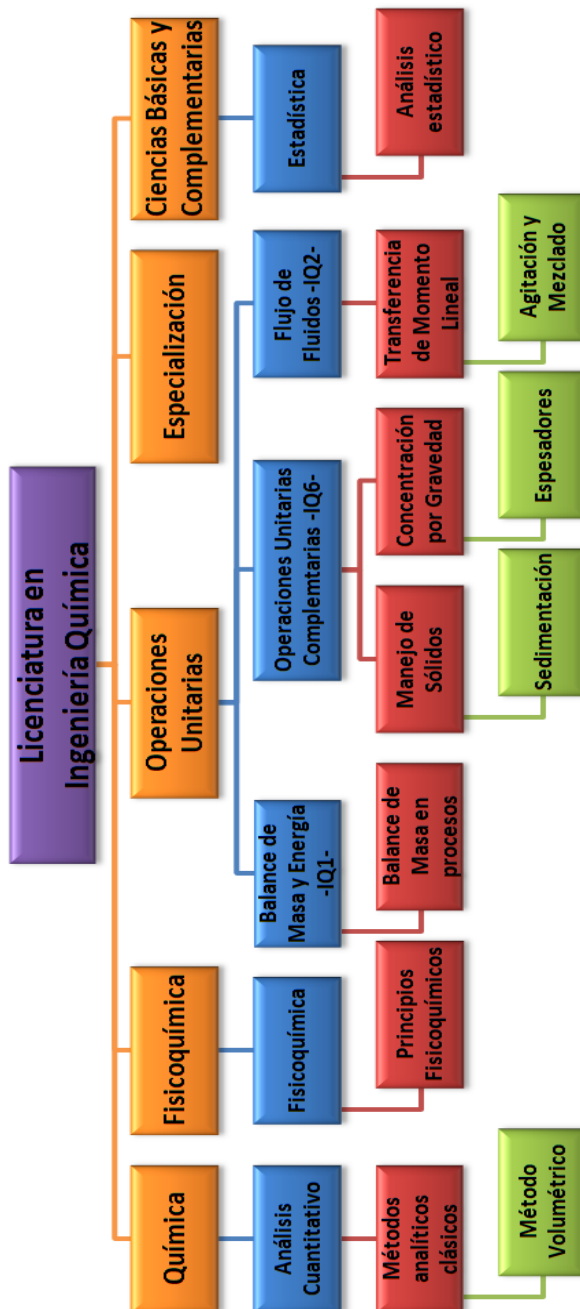 Licenciatura en
Ingeniería Química
Química
Fisicoquímica
Operaciones
Unitarias
Especialización
Ciencias Básicas y
Complementarias
Análisis
Cuantitativo
Fisicoquímica
Balance de
Masa y Energía
-IQ1-
Operaciones Unitarias
Complemtarias -IQ6-
Flujo de
Fluidos -IQ2-
Estadística
Métodos
analíticos
clásicos
Principios
Fisicoquímicos
Balance de
Masa en
procesos
Manejo de
Sólidos
Concentración
por Gravedad
Transferencia
de Momento
Lineal
Análisis
estadístico
Método
Volumétrico
Sedimentación
Espesadores
Agitación y
Mezclado